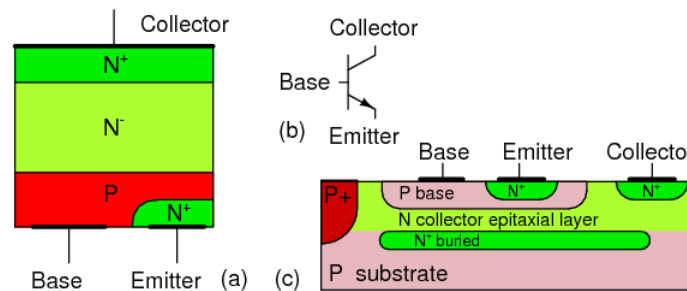 Collector
N+
N-
P
N+
Base
Emitter
(a)
Collector
Base
Emitter
(b)
Base
Emitter
Collecto
P+
P base
N+
N+
N collector epitaxial layer
N+ buried
P substrate
(c)